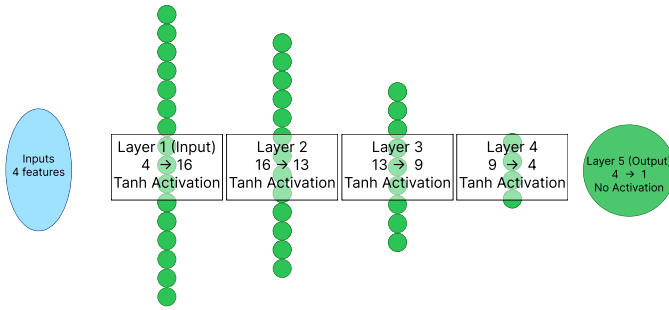 Inputs
4 features
Layer 1 (Input)
4 → 16
Tanh Activation
Layer 2
16 → 13
Tanh Activation
Layer 3
13 → 9
Tanh Activation
Layer 4
9 → 4
Tanh Activation
Layer 5 (Output)
4 → 1
No Activation